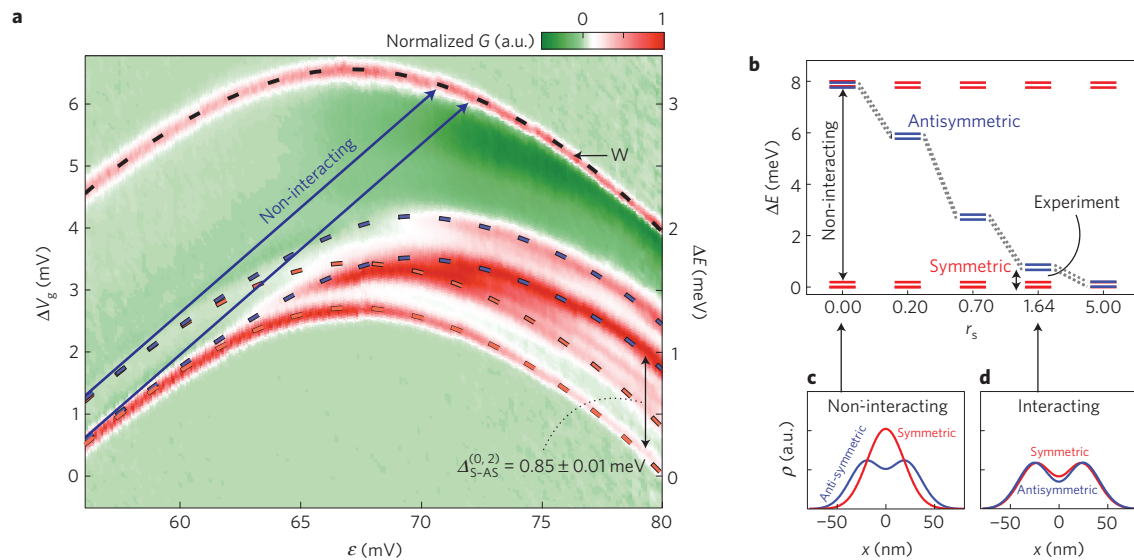 a
Normalized G (a.u.)
0
1
ΔV_g (mV)
6
5
4
3
2
1
0
3
2
1
0
ΔE (meV)
Non-interacting
W
Δ_{S-AS}^{(0, 2)} = 0.85 ± 0.01 meV
60
65
70
75
80
ε (mV)
b
ΔE (meV)
8
6
4
2
0
Non-interacting
Antisymmetric
Experiment
Symmetric
0.00
0.20
0.70
1.64
5.00
r_s
c
Non-interacting
Symmetric
Anti-symmetric
ρ (a.u.)
−50
0
50
x (nm)
d
Interacting
Symmetric
Antisymmetric
−50
0
50
x (nm)